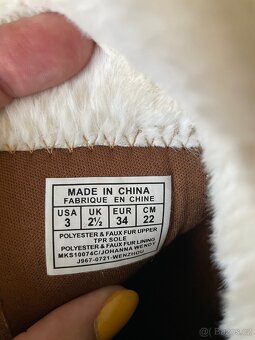 MADE IN CHINA
FABRIQUE EN CHINE
USA UK EUR CM
3 2½ 34 22
POLYESTER & FAUX FUR UPPER
TPR SOLE
POLYESTER & FAUX FUR LINING
MKS10074C/JOHANNA WENDY
J967-0721-WENZHOU